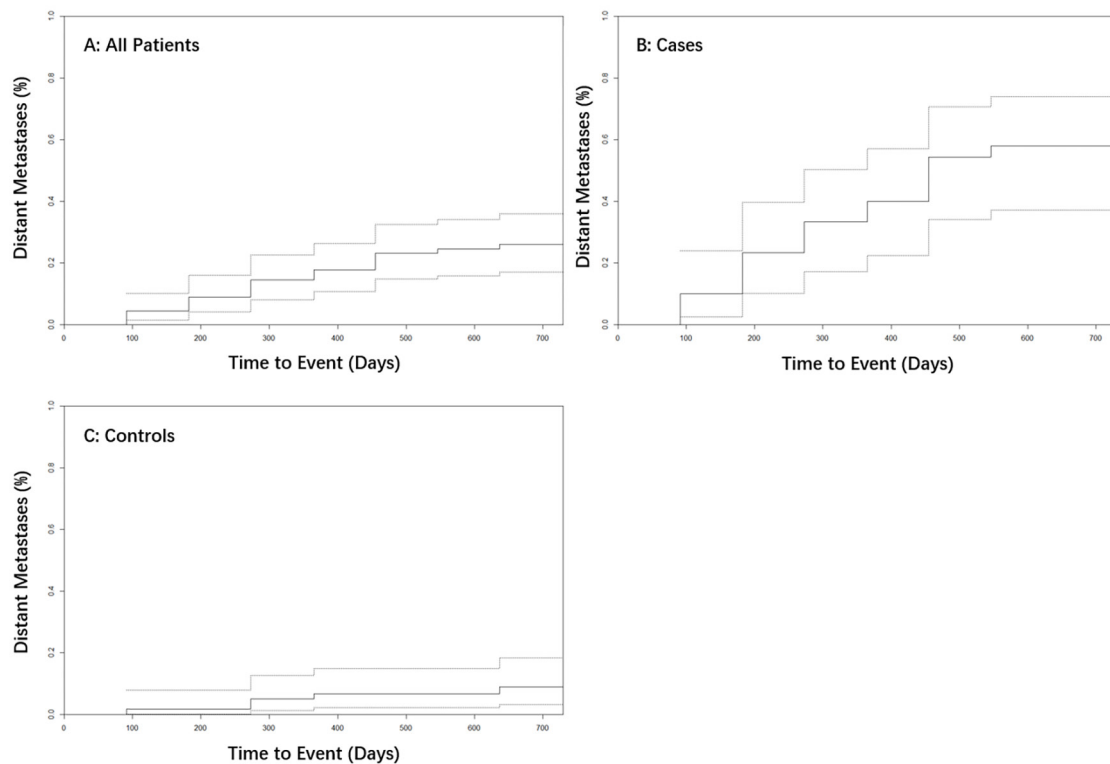 A: All Patients
Distant Metastases (%)
1.0
0.8
0.6
0.4
0.2
0.0
0 100 200 300 400 500 600 700
Time to Event (Days)
B: Cases
Distant Metastases (%)
1.0
0.8
0.6
0.4
0.2
0.0
0 100 200 300 400 500 600 700
Time to Event (Days)
C: Controls
Distant Metastases (%)
1.0
0.8
0.6
0.4
0.2
0.0
0 100 200 300 400 500 600 700
Time to Event (Days)